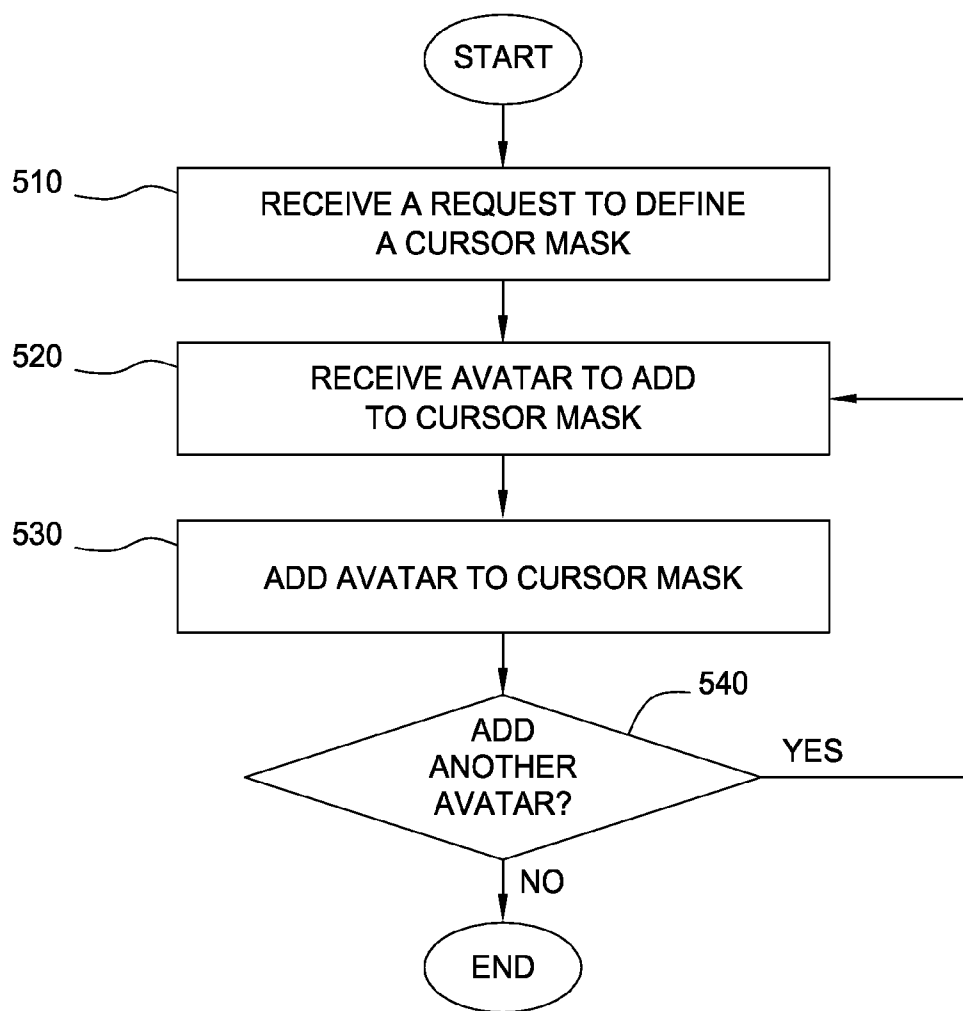 START
510
RECEIVE A REQUEST TO DEFINE
A CURSOR MASK
520
RECEIVE AVATAR TO ADD
TO CURSOR MASK
530
ADD AVATAR TO CURSOR MASK
540
ADD
ANOTHER
AVATAR?
YES
NO
END